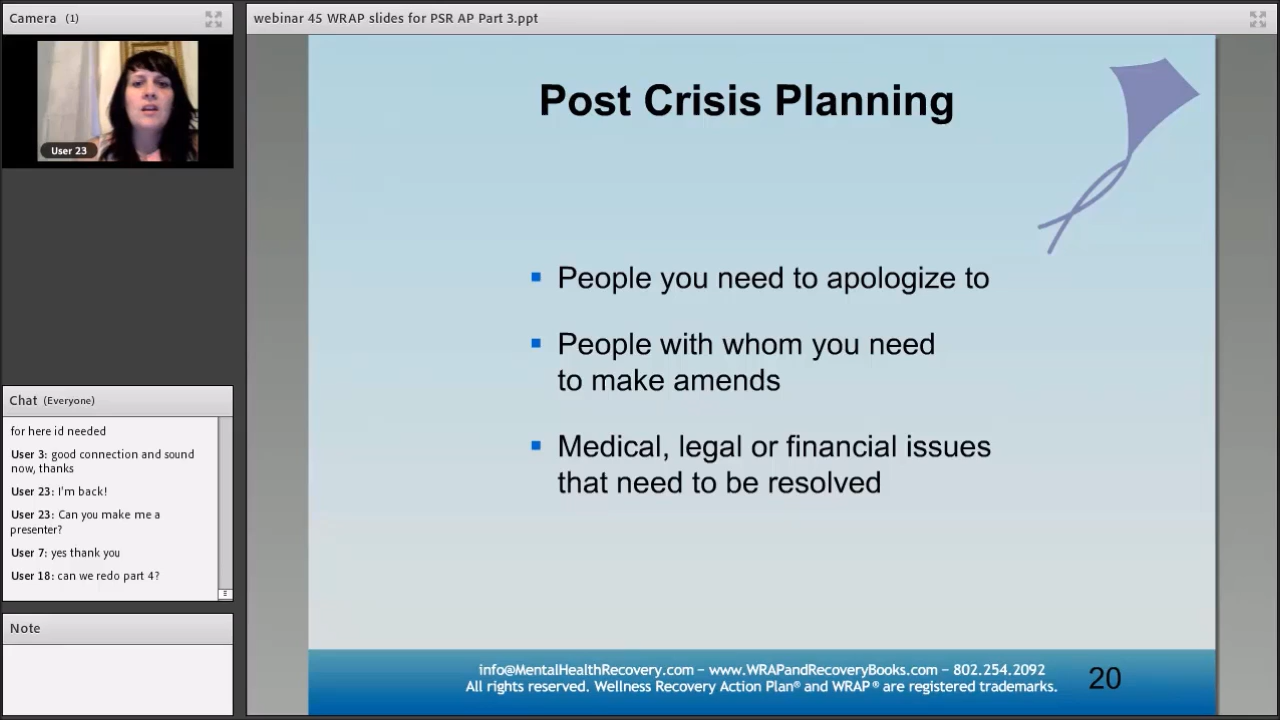 Camera (1)
User 23
Chat (Everyone)
for here id needed
User 3: good connection and sound
now, thanks
User 23: I'm back!
User 23: Can you make me a
presenter?
User 7: yes thank you
User 18: can we redo part 4?
Note
webinar 45 WRAP slides for PSR AP Part 3.ppt
Post Crisis Planning
People you need to apologize to
People with whom you need
to make amends
Medical, legal or financial issues
that need to be resolved
info@MentalHealthRecovery.com – www.WRAPandRecoveryBooks.com – 802.254.2092
All rights reserved. Wellness Recovery Action Plan® and WRAP® are registered trademarks.
20